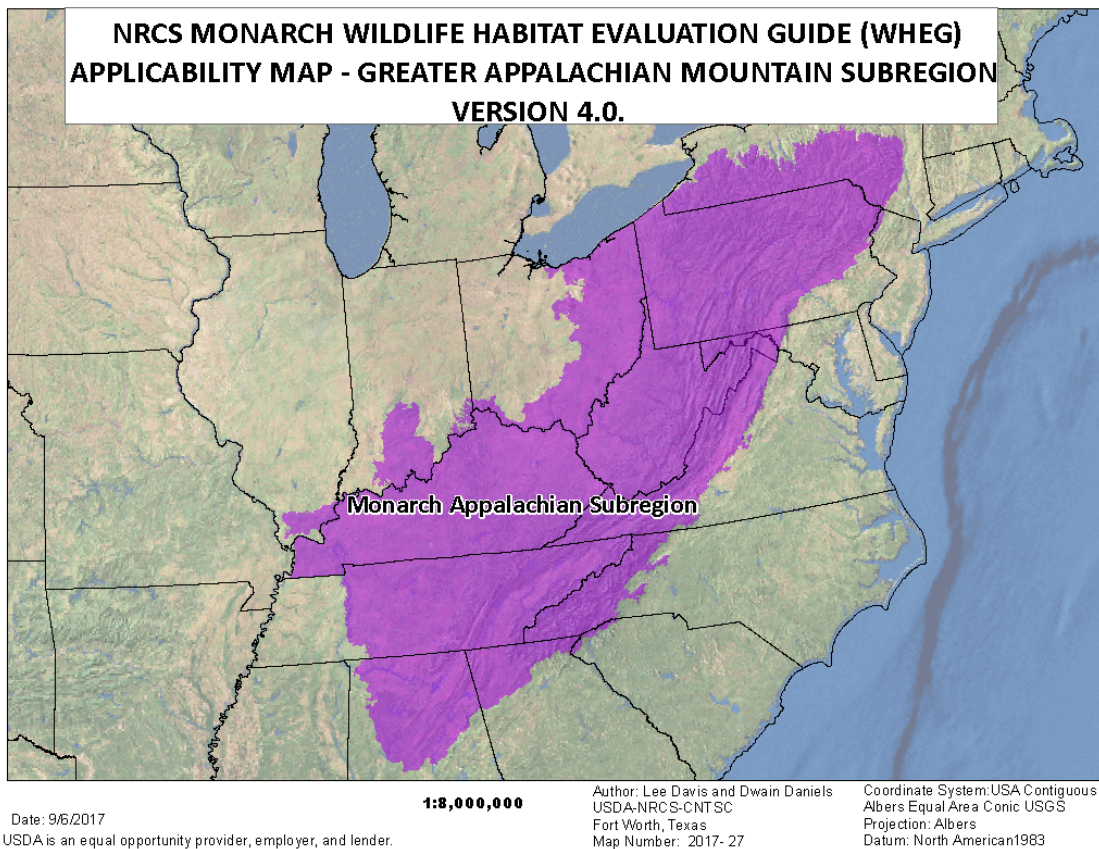 NRCS MONARCH WILDLIFE HABITAT EVALUATION GUIDE (WHEG)
APPLICABILITY MAP - GREATER APPALACHIAN MOUNTAIN SUBREGION
VERSION 4.0.
Monarch Appalachian Subregion
1:8,000,000
Date: 9/6/2017
USDA is an equal opportunity provider, employer, and lender.
Author: Lee Davis and Dwain Daniels
USDA-NRCS-CNTSC
Fort Worth, Texas
Map Number: 2017- 27
Coordinate System:USA Contiguous
Albers Equal Area Conic USGS
Projection: Albers
Datum: North American1983